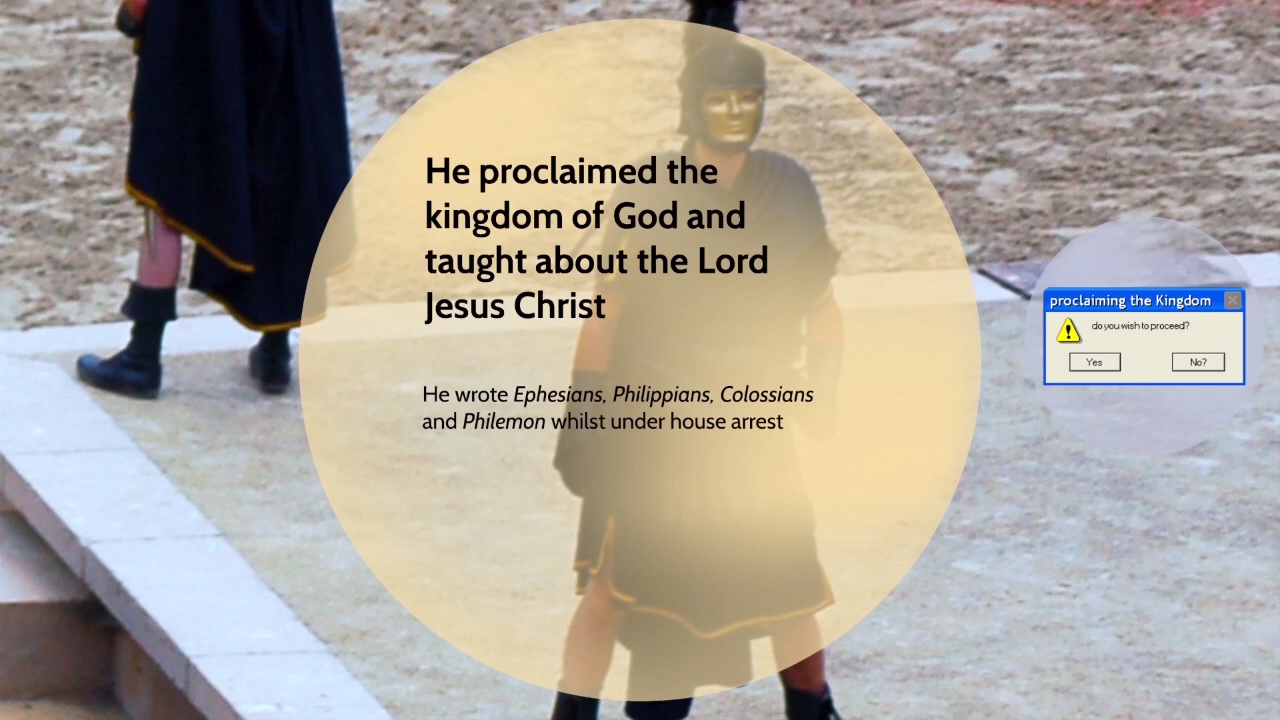 He proclaimed the
kingdom of God and
taught about the Lord
Jesus Christ
He wrote Ephesians, Philippians, Colossians
and Philemon whilst under house arrest
proclaiming the Kingdom
do you wish to proceed?
Yes
No?